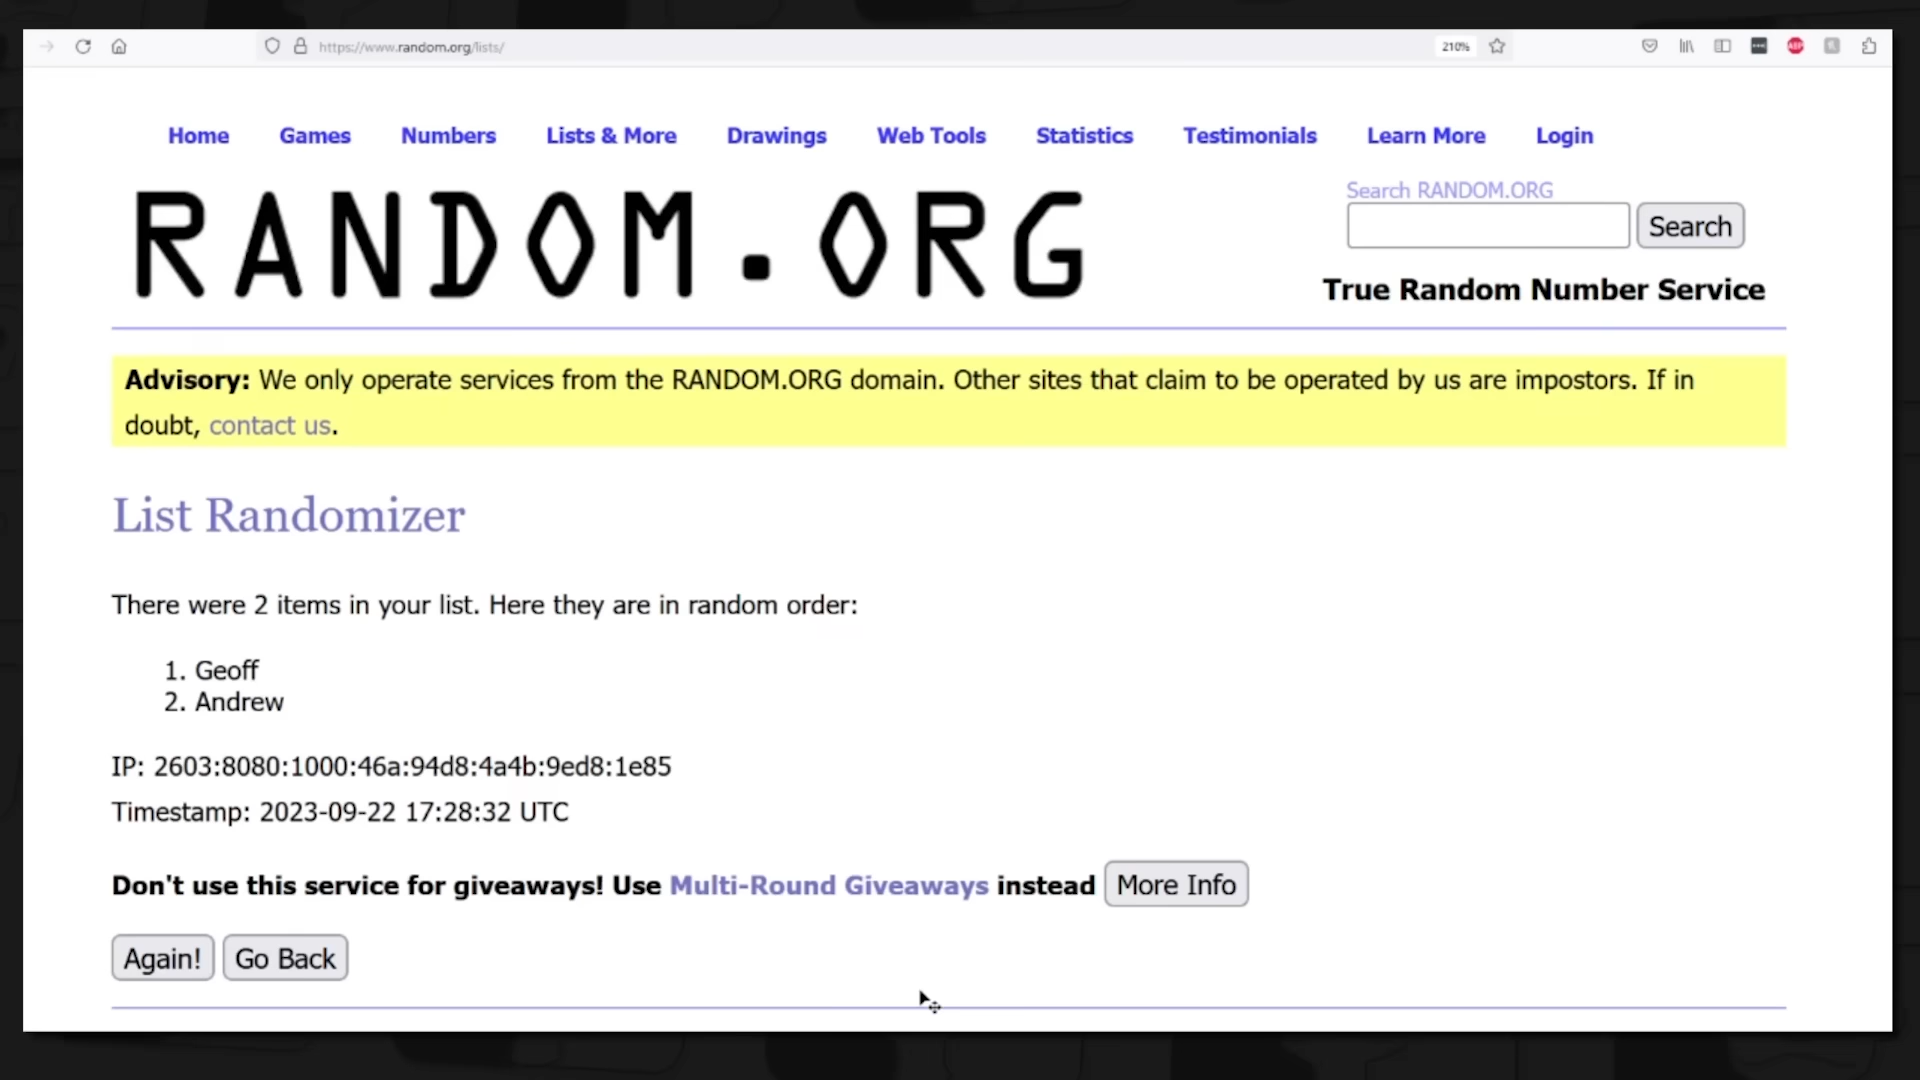 https://www.random.org/lists/
210%
Home Games Numbers Lists & More Drawings Web Tools Statistics Testimonials Learn More Login
RANDOM.ORG
Search RANDOM.ORG
Search
True Random Number Service
Advisory: We only operate services from the RANDOM.ORG domain. Other sites that claim to be operated by us are impostors. If in
doubt, contact us.
List Randomizer
There were 2 items in your list. Here they are in random order:
1. Geoff
2. Andrew
IP: 2603:8080:1000:46a:94d8:4a4b:9ed8:1e85
Timestamp: 2023-09-22 17:28:32 UTC
Don't use this service for giveaways! Use Multi-Round Giveaways instead More Info
Again! Go Back